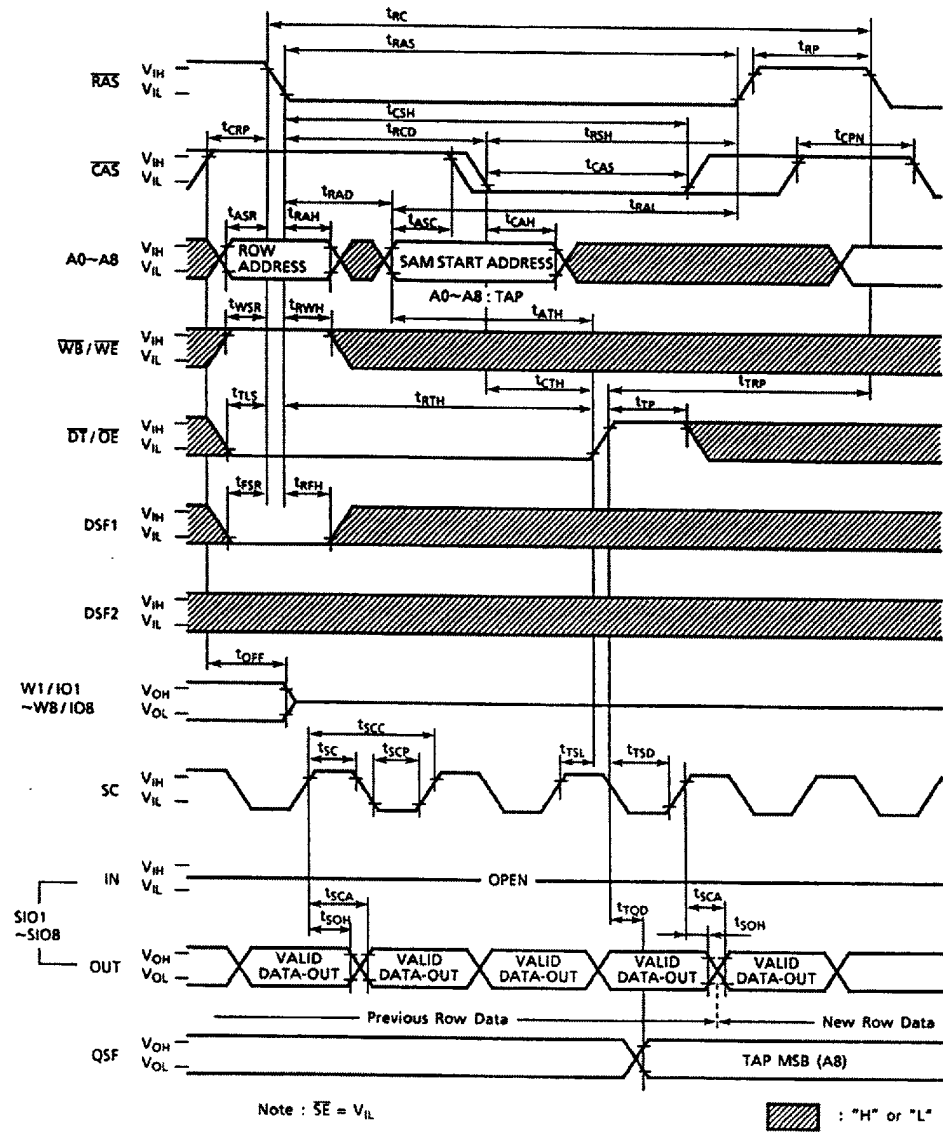 tRC
tRAS
tRP
RAS
VIH
VIL
tCSH
tCRP
tRCD
tRSH
tCPN
CAS
VIH
VIL
tCAS
tRAD
tRAL
tASR
tRAH
tASC
tCAH
A0~A8
VIH
VIL
ROW
ADDRESS
SAM START ADDRESS
A0~A8 : TAP
tWSR
tRWH
tATH
WB/WE
VIH
VIL
tCTH
tTRP
tTLS
tRTH
tTP
DT/OE
VIH
VIL
tFSR
tRFH
DSF1
VIH
VIL
DSF2
VIH
VIL
tOFF
W1/IO1
~W8/IO8
VOH
VOL
tSCC
tSC
tSCP
tTSL
tTSD
SC
VIH
VIL
IN
VIH
VIL
OPEN
SIO1
~SIO8
tSCA
tSOH
tTQD
tSCA
tSOH
OUT
VOH
VOL
VALID
DATA-OUT
VALID
DATA-OUT
VALID
DATA-OUT
VALID
DATA-OUT
VALID
DATA-OUT
Previous Row Data
New Row Data
QSF
VOH
VOL
TAP MSB (A8)
Note : SE = VIL
: "H" or "L"